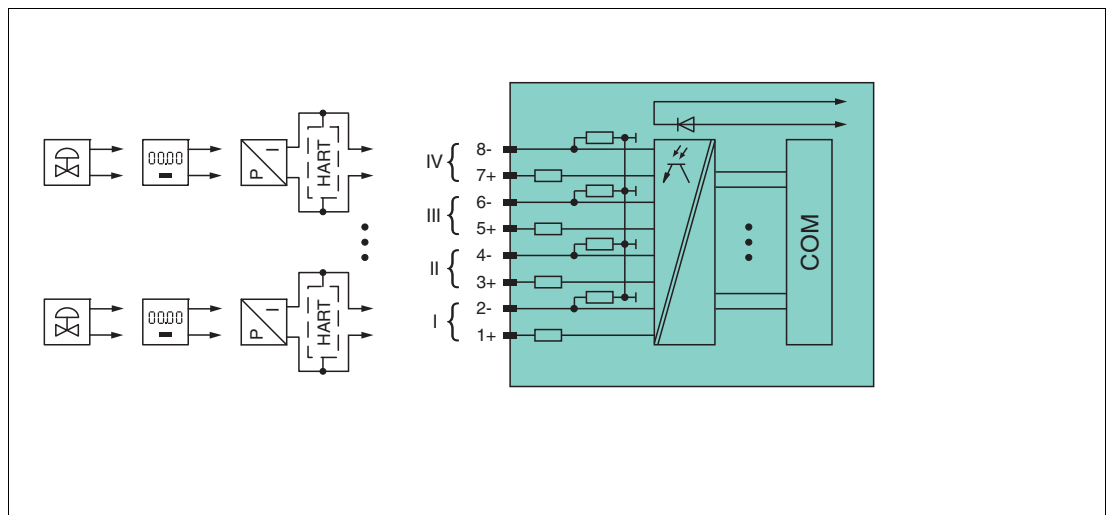 00.00
I
P
HART
IV
8-
7+
III
6-
5+
II
4-
3+
I
2-
1+
COM
00.00
I
P
HART